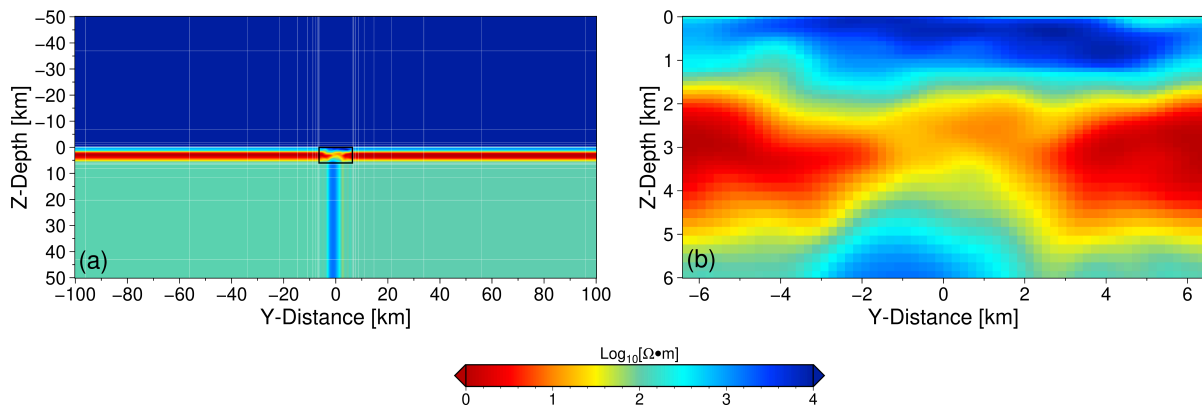 −50
−40
−30
−20
−10
0
10
20
30
40
50
Z-Depth [km]
(a)
−100 −80 −60 −40 −20 0 20 40 60 80 100
Y-Distance [km]
0
1
2
3
4
5
6
Z-Depth [km]
(b)
−6 −4 −2 0 2 4 6
Y-Distance [km]
Log₁₀[Ω•m]
0 1 2 3 4